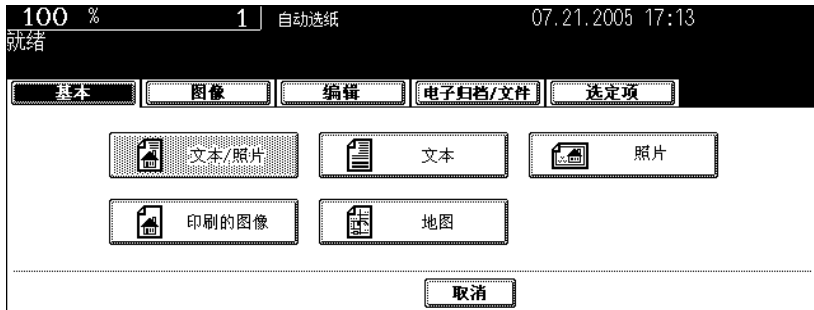 100 % 1 自动选纸 07.21.2005 17:13
就绪
基本 图像 编辑 电子归档/文件 选定项
文本/照片 文本 照片
印刷的图像 地图
取消